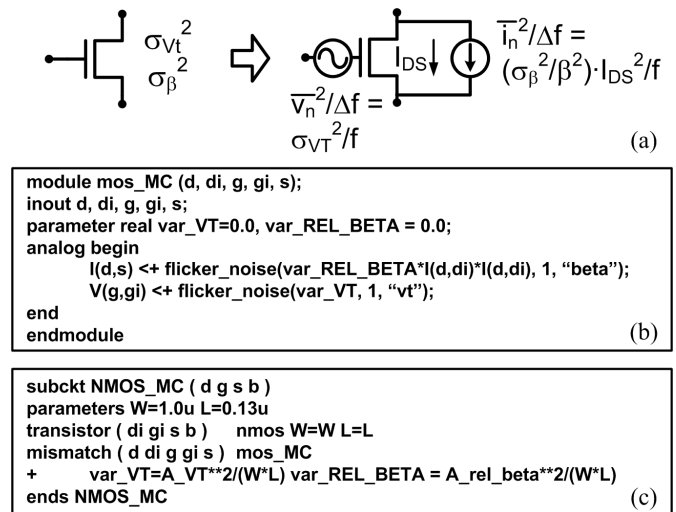 σVt²
σβ²
IDS
in²/Δf =
(σβ²/β²)·IDS²/f
vn²/Δf =
σVT²/f
(a)
module mos_MC (d, di, g, gi, s);
inout d, di, g, gi, s;
parameter real var_VT=0.0, var_REL_BETA = 0.0;
analog begin
I(d,s) <+ flicker_noise(var_REL_BETA*I(d,di)*I(d,di), 1, “beta”);
V(g,gi) <+ flicker_noise(var_VT, 1, “vt”);
end
endmodule
(b)
subckt NMOS_MC ( d g s b )
parameters W=1.0u L=0.13u
transistor ( di gi s b ) nmos W=W L=L
mismatch ( d di g gi s ) mos_MC
+ var_VT=A_VT**2/(W*L) var_REL_BETA = A_rel_beta**2/(W*L)
ends NMOS_MC
(c)